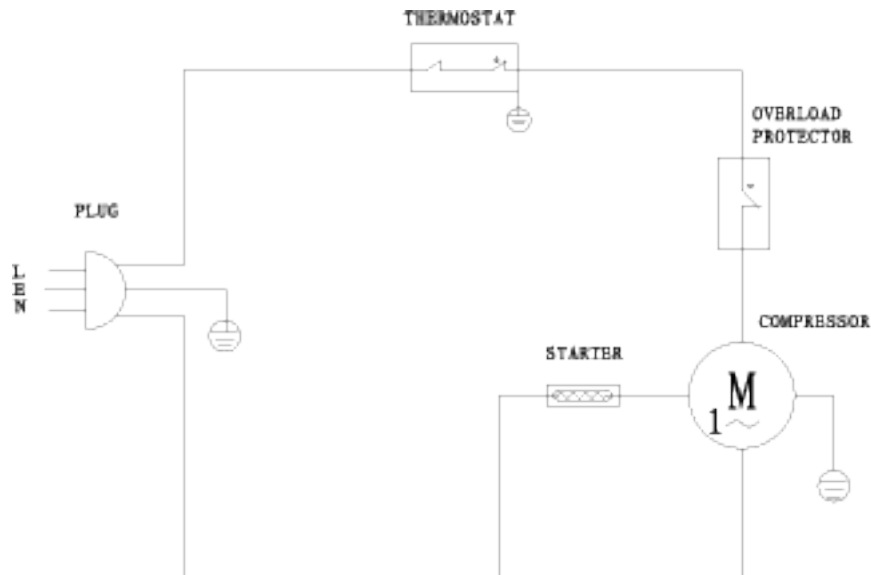 THERMOSTAT
OVERLOAD
PROTECTOR
PLUG
L
E
N
COMPRESSOR
STARTER
M
1~